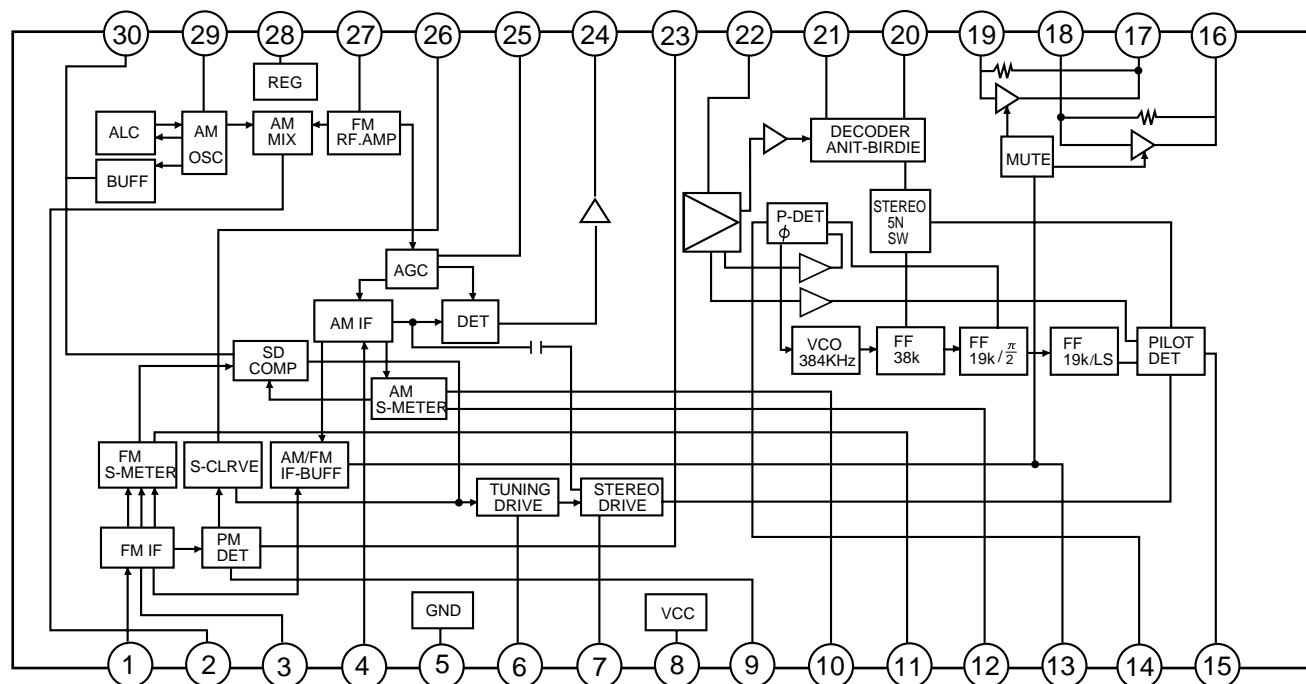 30 29 28 27 26 25 24 23 22 21 20 19 18 17 16
REG
ALC
AM
OSC
AM
MIX
FM
RF.AMP
DECODER
ANIT-BIRDIE
MUTE
BUFF
STEREO
5N
SW
P-DET
ϕ
AGC
AM IF
DET
VCO
384KHz
FF
38k
FF
19k/π/2
FF
19k/LS
PILOT
DET
SD
COMP
AM
S-METER
FM
S-METER
S-CLRVE
AM/FM
IF-BUFF
TUNING
DRIVE
STEREO
DRIVE
FM IF
PM
DET
GND
VCC
1 2 3 4 5 6 7 8 9 10 11 12 13 14 15